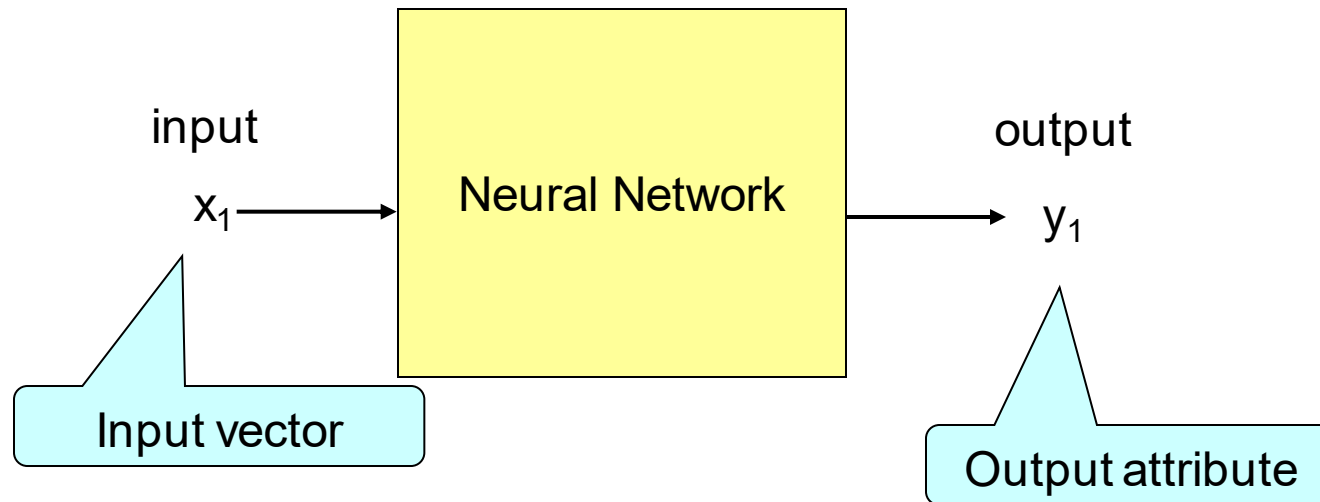 input
output
Neural Network
x₁
y₁
Input vector
Output attribute